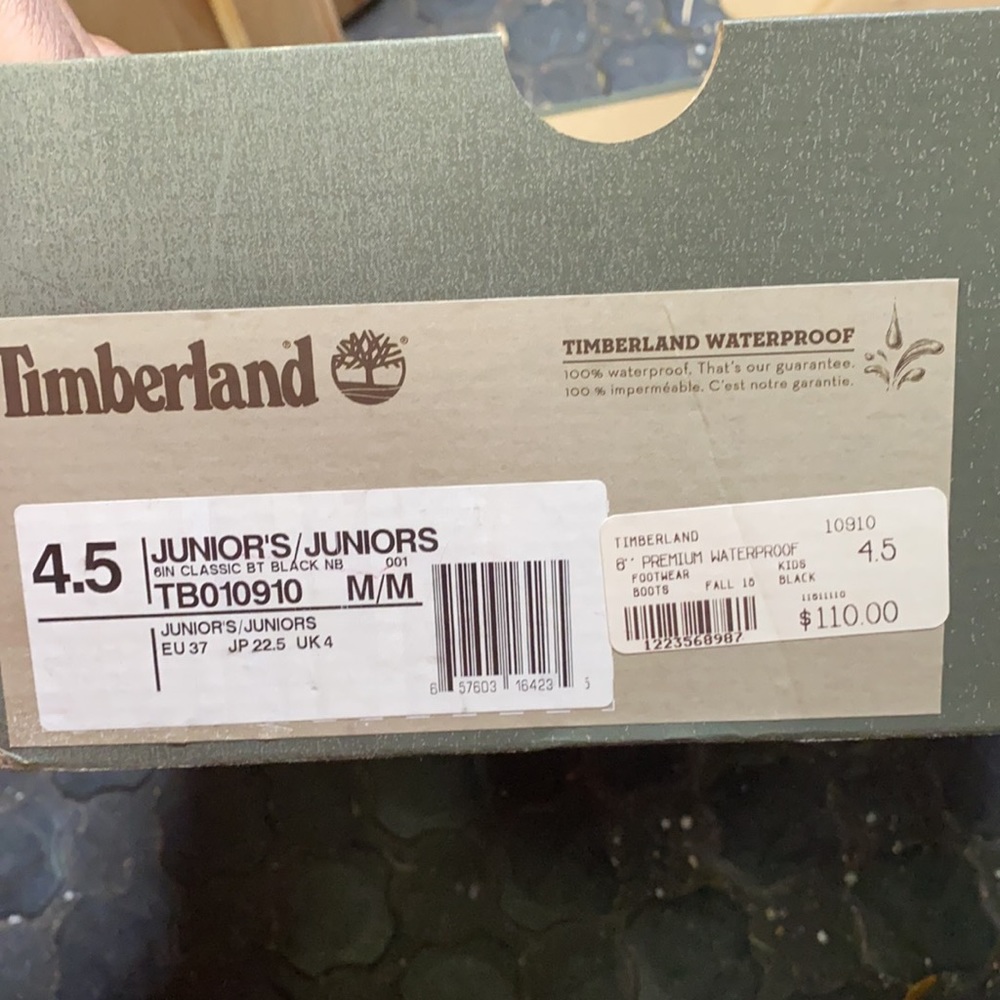 Timberland
TIMBERLAND WATERPROOF
100% waterproof. That's our guarantee.
100 % imperméable. C'est notre garantie.
4.5
JUNIOR'S/JUNIORS
6IN CLASSIC BT BLACK NB 001
TB010910 M/M
JUNIOR'S/JUNIORS
EU 37 JP 22.5 UK 4
6 57603 16423 5
TIMBERLAND 10910
6'' PREMIUM WATERPROOF 4.5
FOOTWEAR KIDS
BOOTS FALL 16 BLACK
$110.00
1223568987